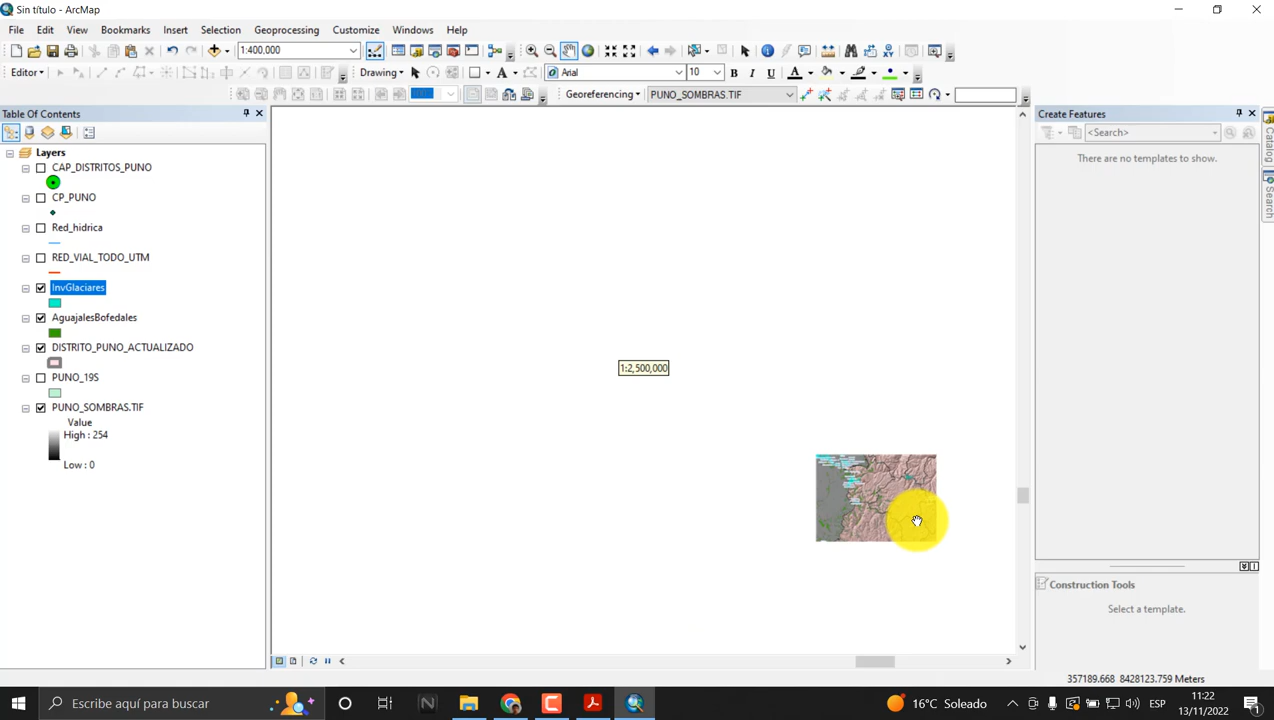 Sin título - ArcMap
File Edit View Bookmarks Insert Selection Geoprocessing Customize Windows Help
1:400,000
Editor Drawing Arial 10 B I U A
Georeferencing PUNO_SOMBRAS.TIF
Table Of Contents
Create Features
<Search>
There are no templates to show.
Catalog
Search
Layers
CAP_DISTRITOS_PUNO
CP_PUNO
Red_hidrica
RED_VIAL_TODO_UTM
InvGlaciares
AguajalesBofedales
DISTRITO_PUNO_ACTUALIZADO
PUNO_19S
PUNO_SOMBRAS.TIF
Value
High : 254
Low : 0
1:2,500,000
Construction Tools
Select a template.
357189.668 8428123.759 Meters
Escribe aquí para buscar
16°C Soleado
ESP
11:22
13/11/2022